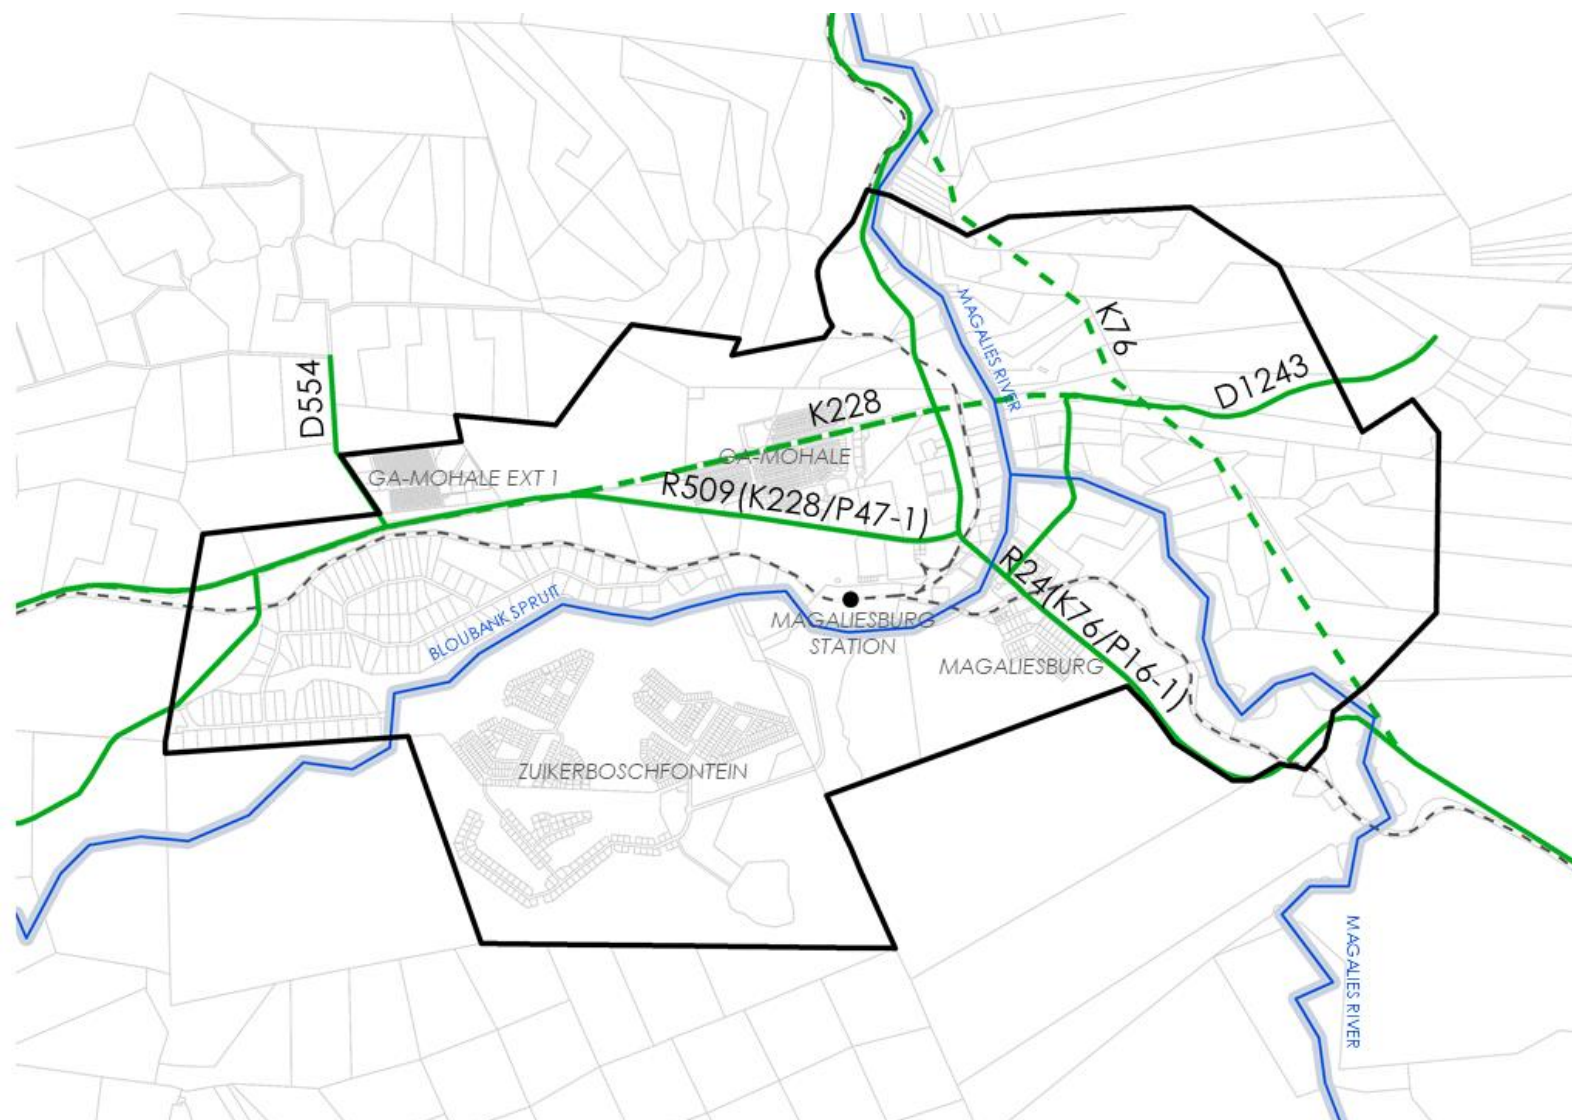 MAGALIES RIVER
K76
D554
D1243
K228
GA-MOHALE
GA-MOHALE EXT 1
R509(K228/P47-1)
R24(K76/P16-1)
BLOUBANK SPRUIT
MAGALIESBURG
STATION
MAGALIESBURG
ZUIKERBOSCHFONTEIN
MAGALIES RIVER